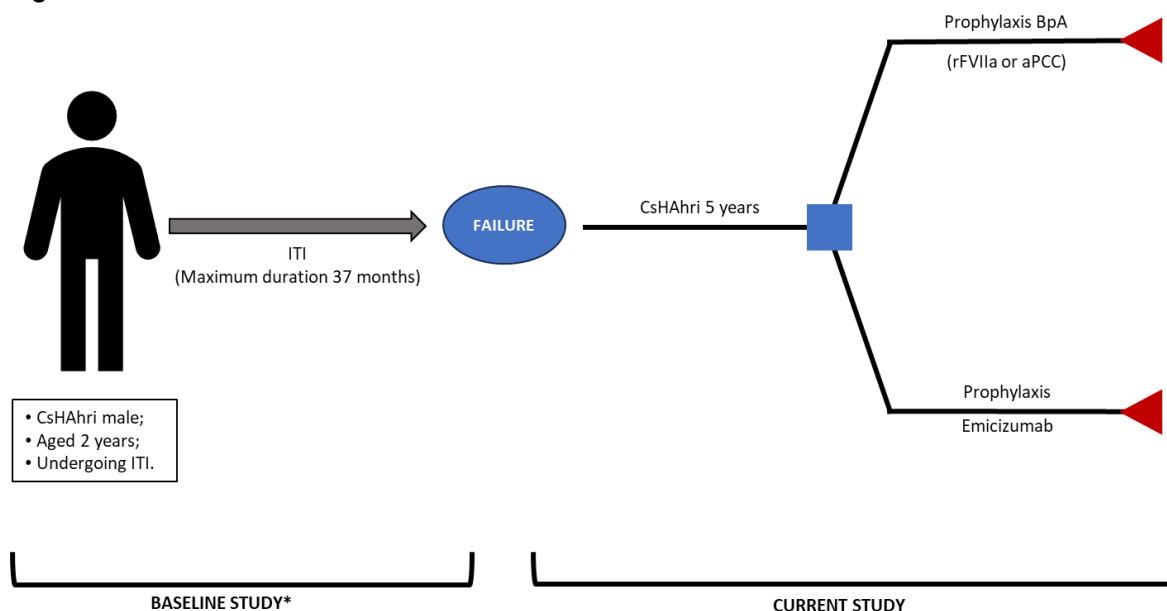 Prophylaxis BpA
(rFVIIa or aPCC)
FAILURE
CsHAhri 5 years
ITI
(Maximum duration 37 months)
Prophylaxis
Emicizumab
• CsHAhri male;
• Aged 2 years;
• Undergoing ITI.
BASELINE STUDY*
CURRENT STUDY